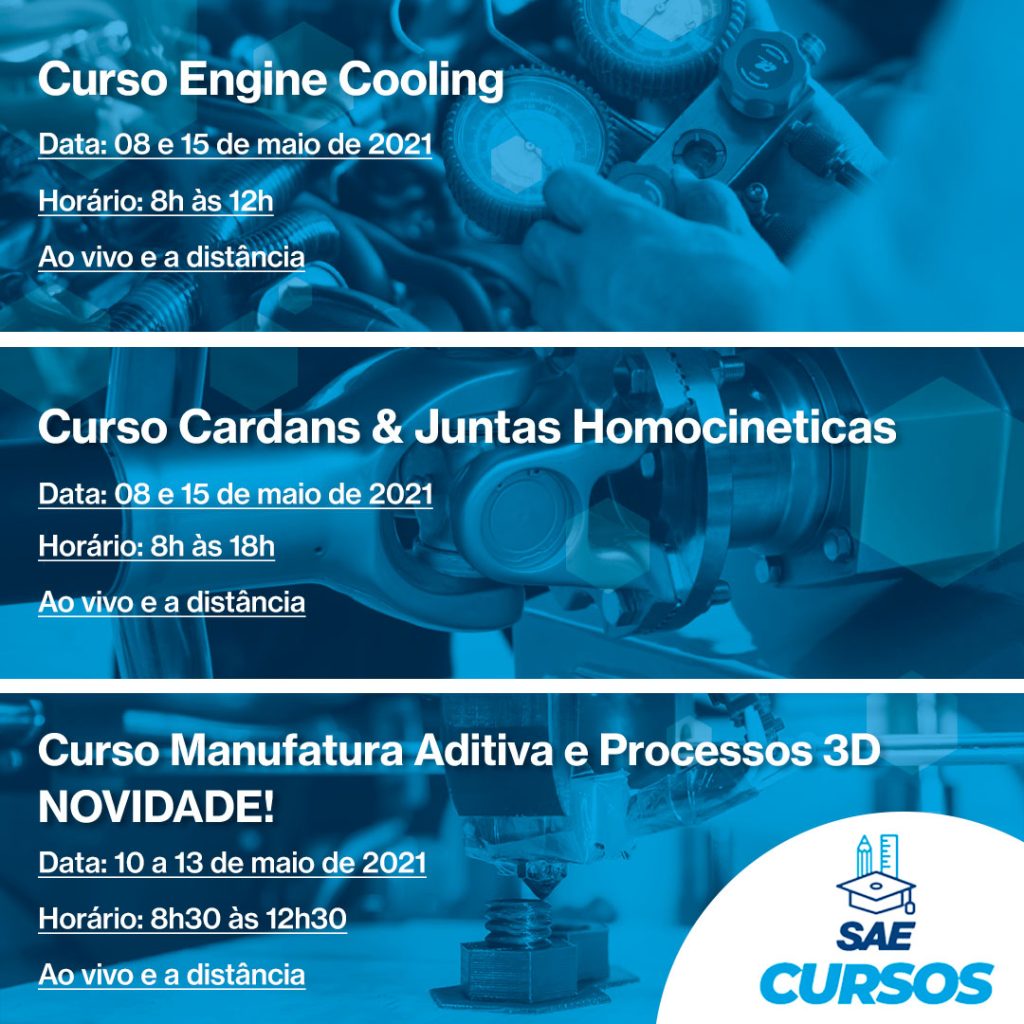 Curso Engine Cooling
Data: 08 e 15 de maio de 2021
Horário: 8h às 12h
Ao vivo e a distância
Curso Cardans & Juntas Homocineticas
Data: 08 e 15 de maio de 2021
Horário: 8h às 18h
Ao vivo e a distância
Curso Manufatura Aditiva e Processos 3D
NOVIDADE!
Data: 10 a 13 de maio de 2021
Horário: 8h30 às 12h30
Ao vivo e a distância
SAE
CURSOS